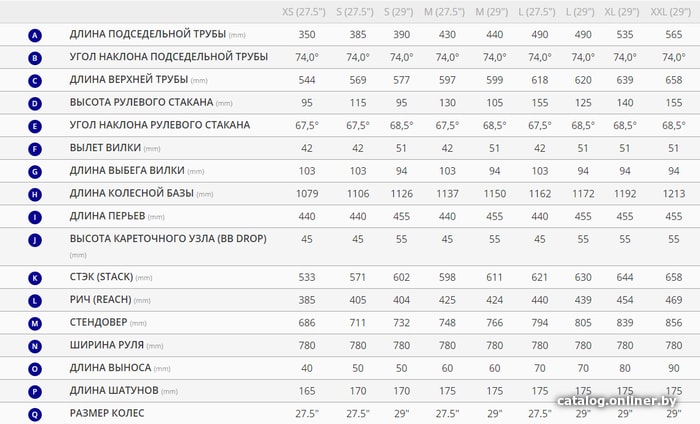 XS (27.5") S (27.5") S (29") M (27.5") M (29") L (27.5") L (29") XL (29") XXL (29")
A ДЛИНА ПОДСЕДЕЛЬНОЙ ТРУБЫ (mm) 350 385 390 430 440 490 490 535 565
B УГОЛ НАКЛОНА ПОДСЕДЕЛЬНОЙ ТРУБЫ 74,0° 74,0° 74,0° 74,0° 74,0° 74,0° 74,0° 74,0° 74,0°
C ДЛИНА ВЕРХНЕЙ ТРУБЫ (mm) 544 569 577 597 599 618 620 639 658
D ВЫСОТА РУЛЕВОГО СТАКАНА (mm) 95 115 95 130 105 155 125 140 155
E УГОЛ НАКЛОНА РУЛЕВОГО СТАКАНА 67,5° 67,5° 68,5° 67,5° 68,5° 67,5° 68,5° 68,5° 68,5°
F ВЫЛЕТ ВИЛКИ (mm) 42 42 51 42 51 42 51 51 51
G ДЛИНА ВЫБЕГА ВИЛКИ (mm) 103 103 94 103 94 103 94 94 94
H ДЛИНА КОЛЕСНОЙ БАЗЫ (mm) 1079 1106 1126 1137 1150 1162 1172 1192 1213
I ДЛИНА ПЕРЬЕВ (mm) 440 440 455 440 455 440 455 455 455
J ВЫСОТА КАРЕТОЧНОГО УЗЛА (BB DROP) 45 45 55 45 55 45 55 55 55
(mm)
K СТЭК (STACK) (mm) 533 571 602 598 611 621 630 644 658
L РИЧ (REACH) (mm) 385 405 404 425 424 440 439 454 469
M СТЕНДОВЕР (mm) 686 711 732 748 766 794 805 839 856
N ШИРИНА РУЛЯ (mm) 780 780 780 780 780 780 780 780 780
O ДЛИНА ВЫНОСА (mm) 40 50 50 60 60 70 70 80 90
P ДЛИНА ШАТУНОВ (mm) 165 170 170 175 175 175 175 175 175
catalog.onliner.by
Q РАЗМЕР КОЛЕС 27.5" 27.5" 29" 27.5" 29" 27.5" 29" 29" 29"